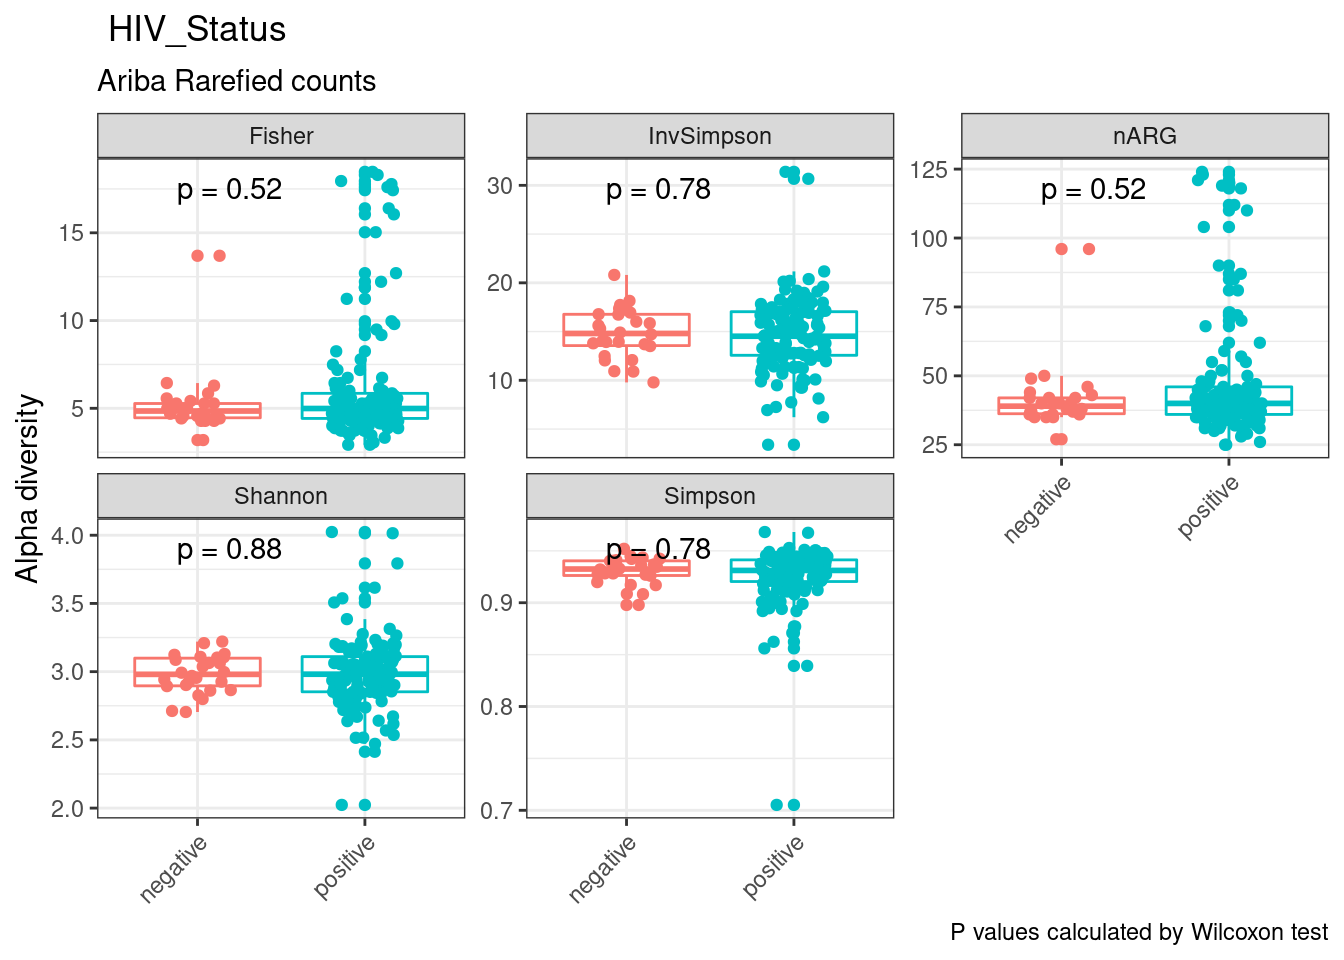 HIV_Status
Ariba Rarefied counts
Alpha diversity
Fisher
p = 0.52
15
10
5
InvSimpson
p = 0.78
30
20
10
nARG
p = 0.52
125
100
75
50
25
negative
positive
Shannon
p = 0.88
4.0
3.5
3.0
2.5
2.0
negative
positive
Simpson
p = 0.78
0.9
0.8
0.7
negative
positive
P values calculated by Wilcoxon test